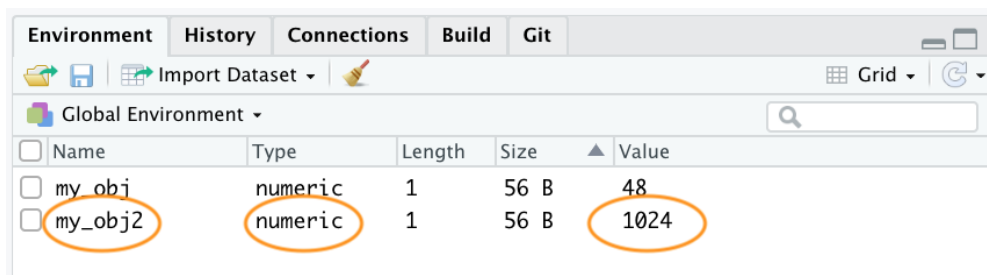 Environment History Connections Build Git
Import Dataset Grid
Global Environment
Name Type Length Size Value
my_obj numeric 1 56 B 48
my_obj2 numeric 1 56 B 1024